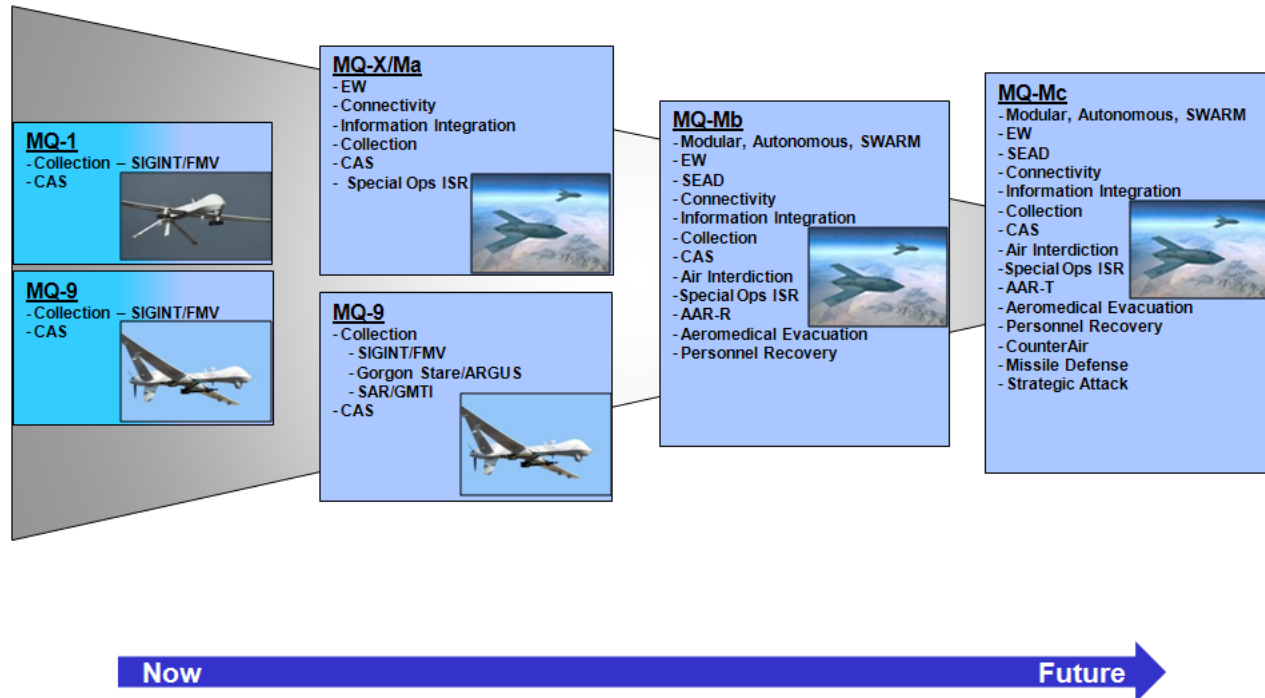 MQ-1
- Collection – SIGINT/FMV
- CAS
MQ-9
- Collection – SIGINT/FMV
- CAS
MQ-X/Ma
- EW
- Connectivity
- Information Integration
- Collection
- CAS
- Special Ops ISR
MQ-9
- Collection
- SIGINT/FMV
- Gorgon Stare/ARGUS
- SAR/GMTI
- CAS
MQ-Mb
- Modular, Autonomous, SWARM
- EW
- SEAD
- Connectivity
- Information Integration
- Collection
- CAS
- Air Interdiction
- Special Ops ISR
- AAR-R
- Aeromedical Evacuation
- Personnel Recovery
MQ-Mc
- Modular, Autonomous, SWARM
- EW
- SEAD
- Connectivity
- Information Integration
- Collection
- CAS
- Air Interdiction
- Special Ops ISR
- AAR-T
- Aeromedical Evacuation
- Personnel Recovery
- CounterAir
- Missile Defense
- Strategic Attack
Now
Future